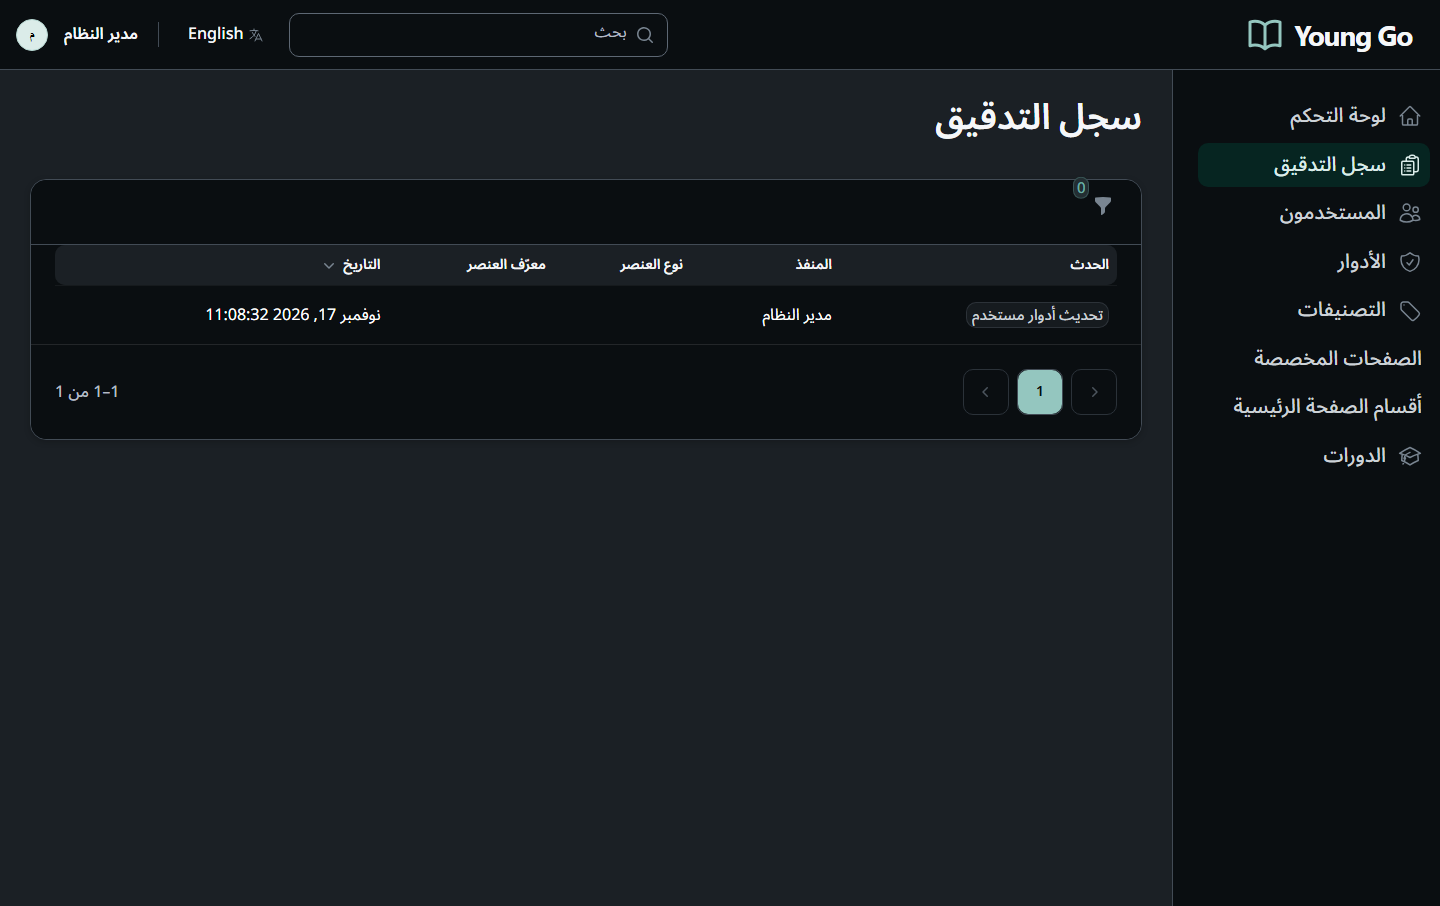 Young Go
بحث
English
مدير النظام
م
لوحة التحكم
سجل التدقيق
المستخدمون
الأدوار
التصنيفات
الصفحات المخصصة
أقسام الصفحة الرئيسية
الدورات
سجل التدقيق
0
الحدث المنفذ نوع العنصر معرّف العنصر التاريخ
تحديث أدوار مستخدم مدير النظام نوفمبر 17, 2026 11:08:32
1
1–1 من 1